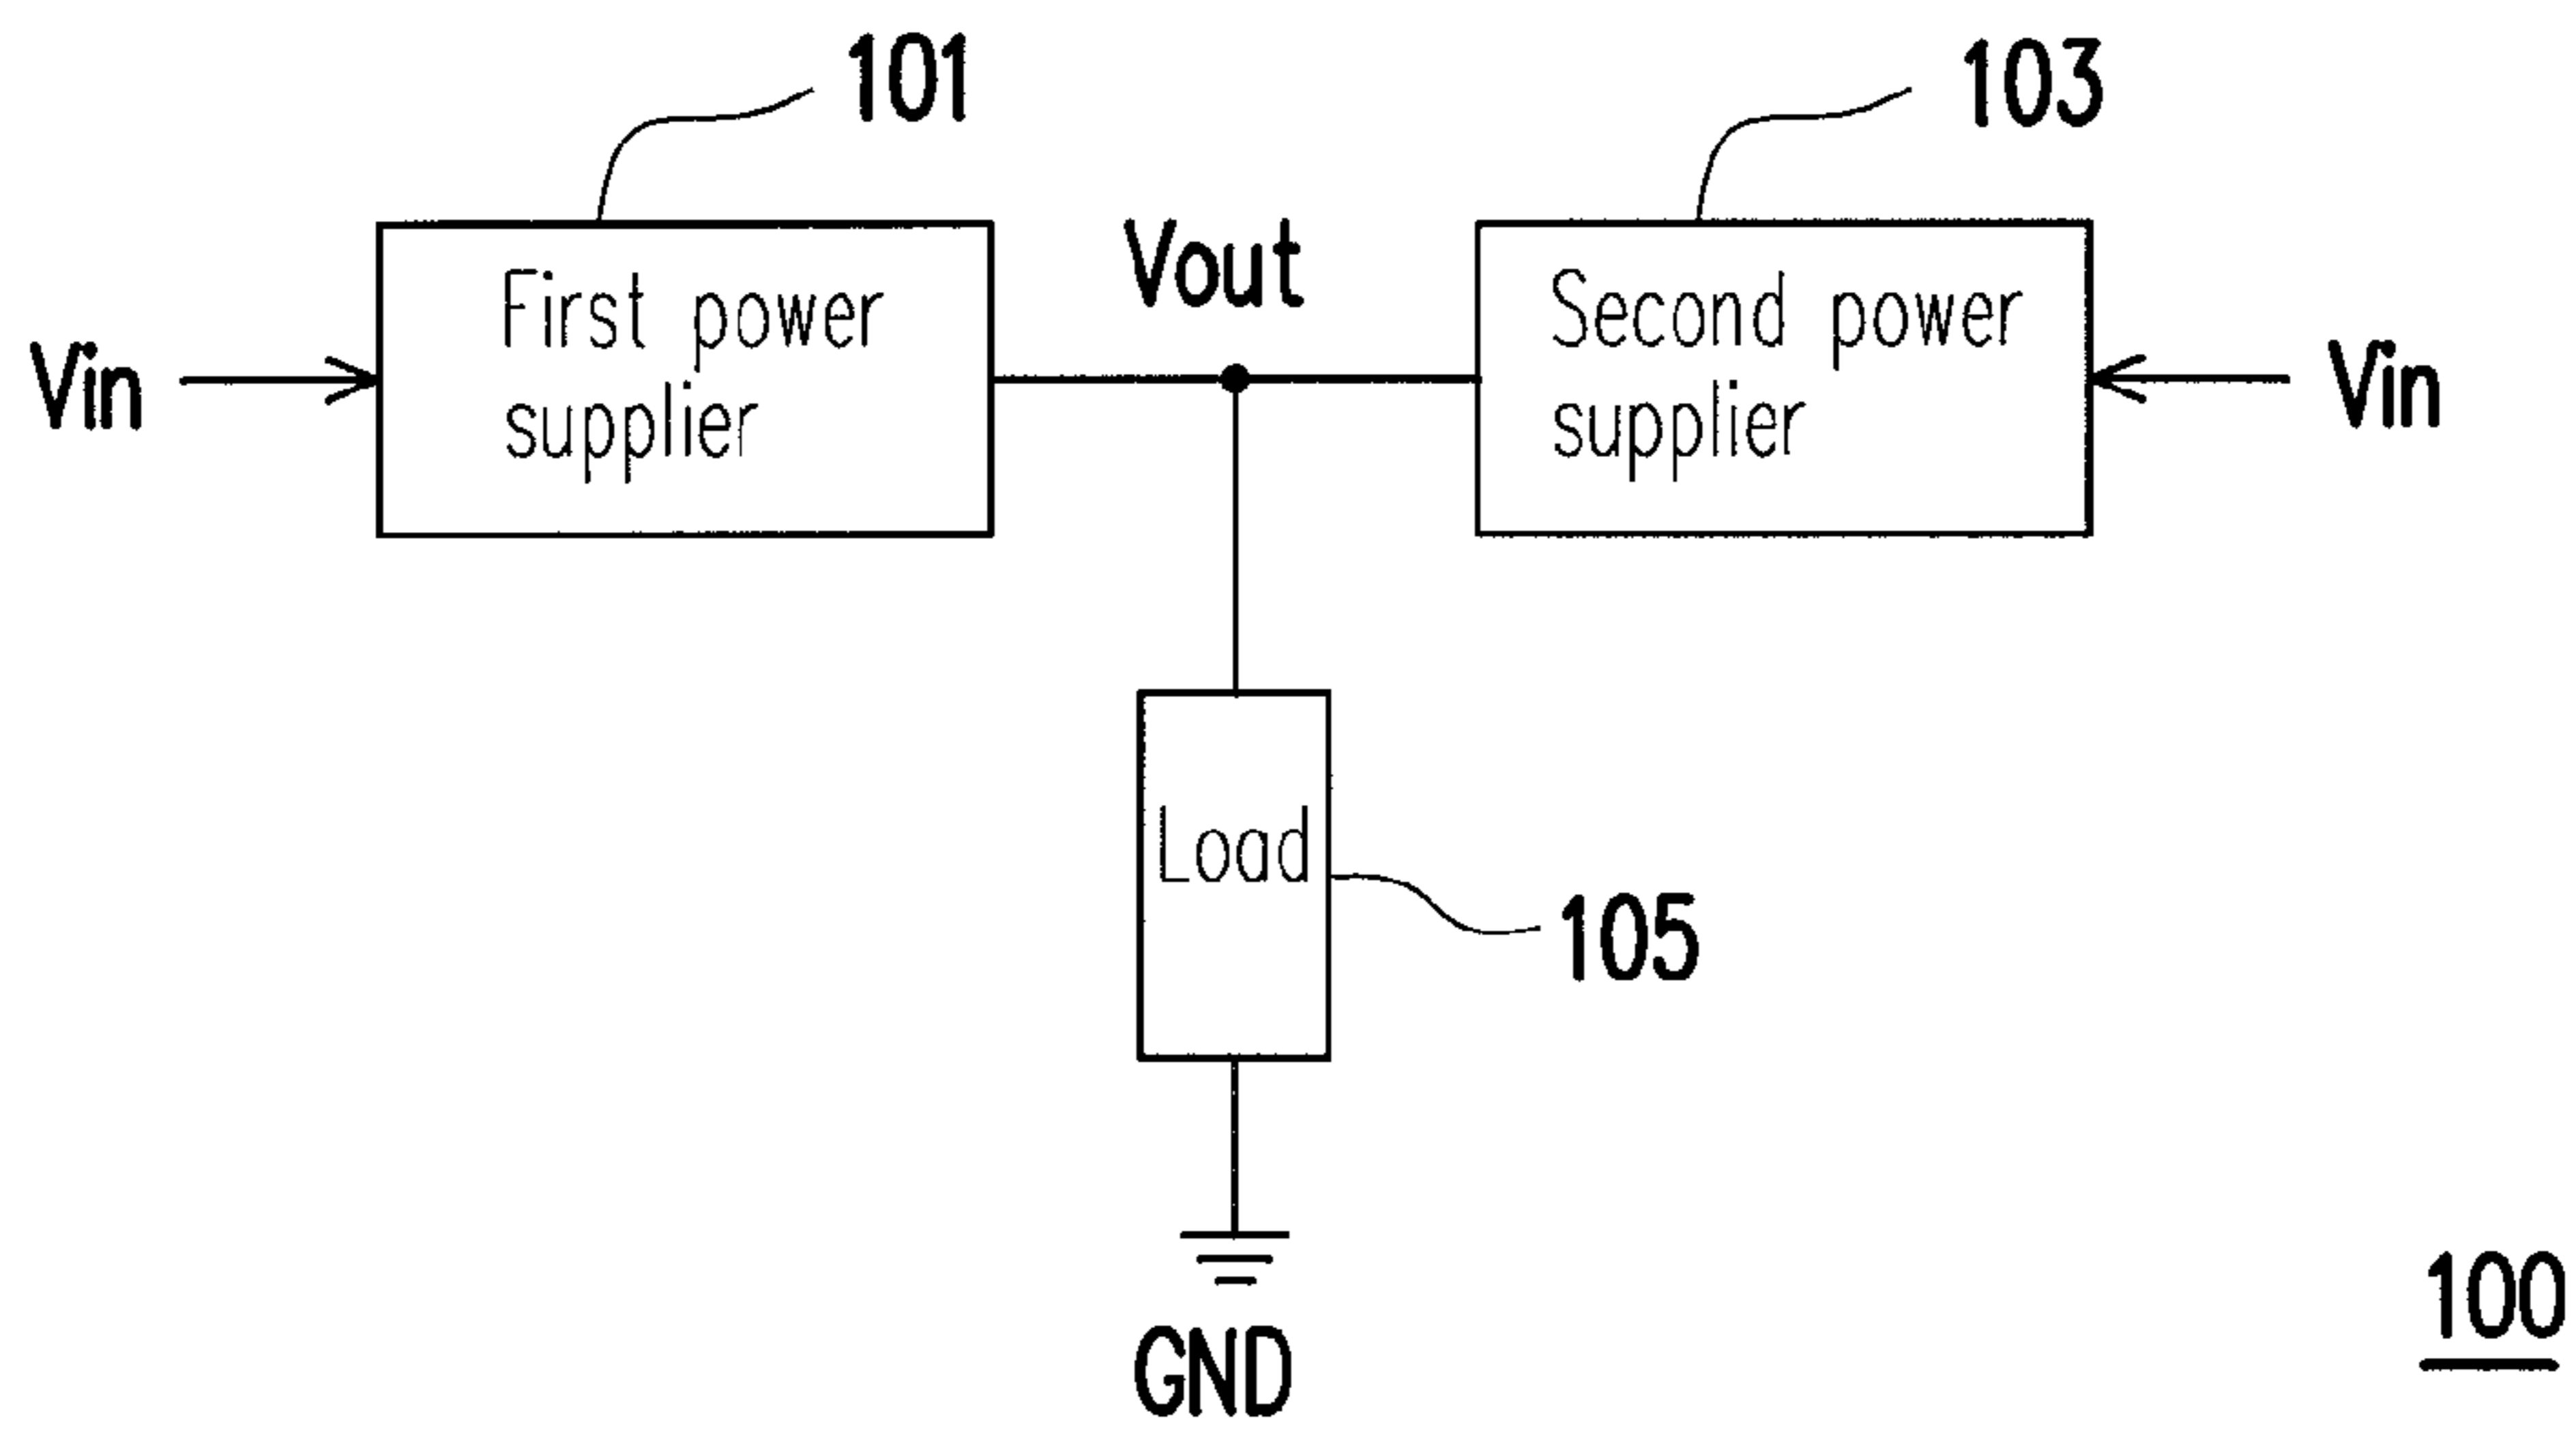 101
103
Vout
First power
supplier
Second power
supplier
Vin
Vin
Load
105
GND
100